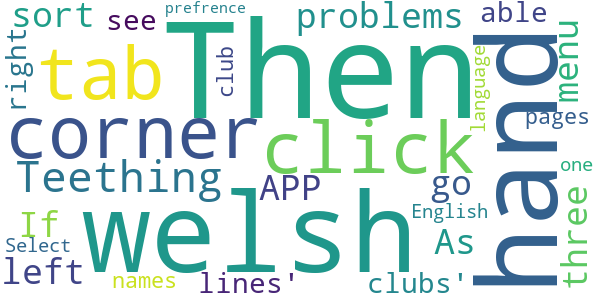 prefrence
sort
see
problems
able
Then
right
tab
club
language
hand
menu
corner
click
pages
Teething
APP
go
one
welsh
English
three
If
As
Select
left
names
lines'
clubs'